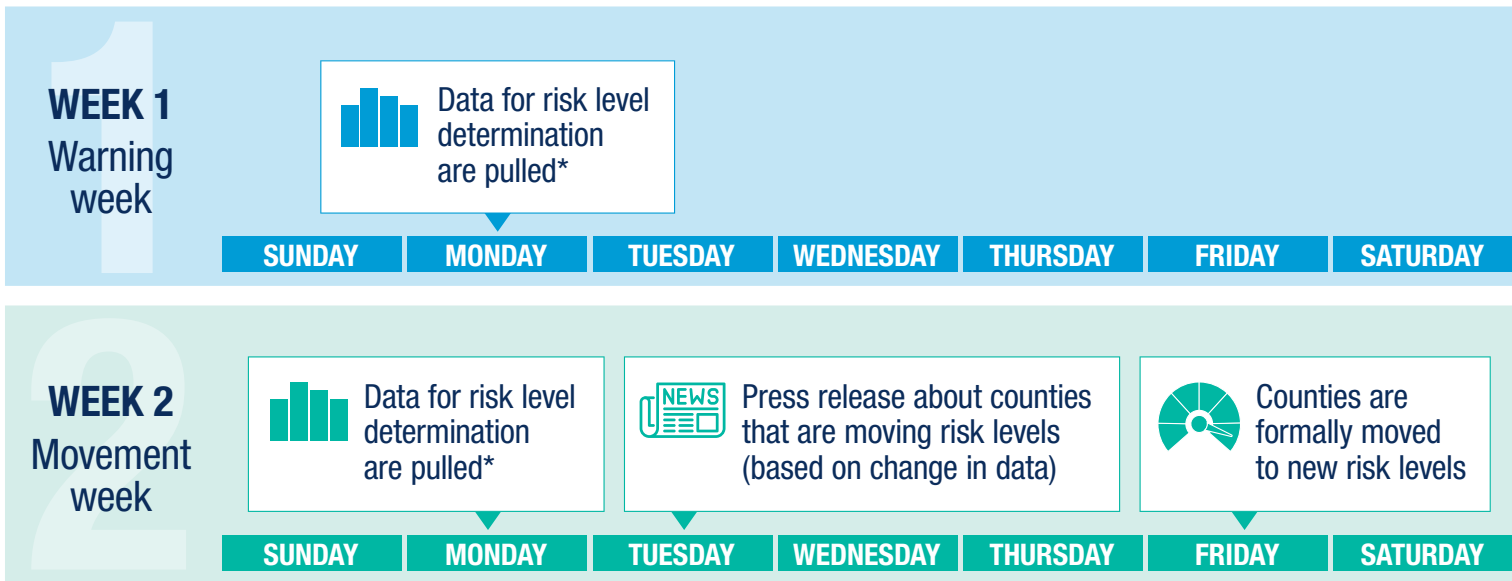 1
WEEK 1
Warning
week
Data for risk level
determination
are pulled*
SUNDAY MONDAY TUESDAY WEDNESDAY THURSDAY FRIDAY SATURDAY
2
WEEK 2
Movement
week
Data for risk level
determination
are pulled*
NEWS
Press release about counties
that are moving risk levels
(based on change in data)
Counties are
formally moved
to new risk levels
SUNDAY MONDAY TUESDAY WEDNESDAY THURSDAY FRIDAY SATURDAY